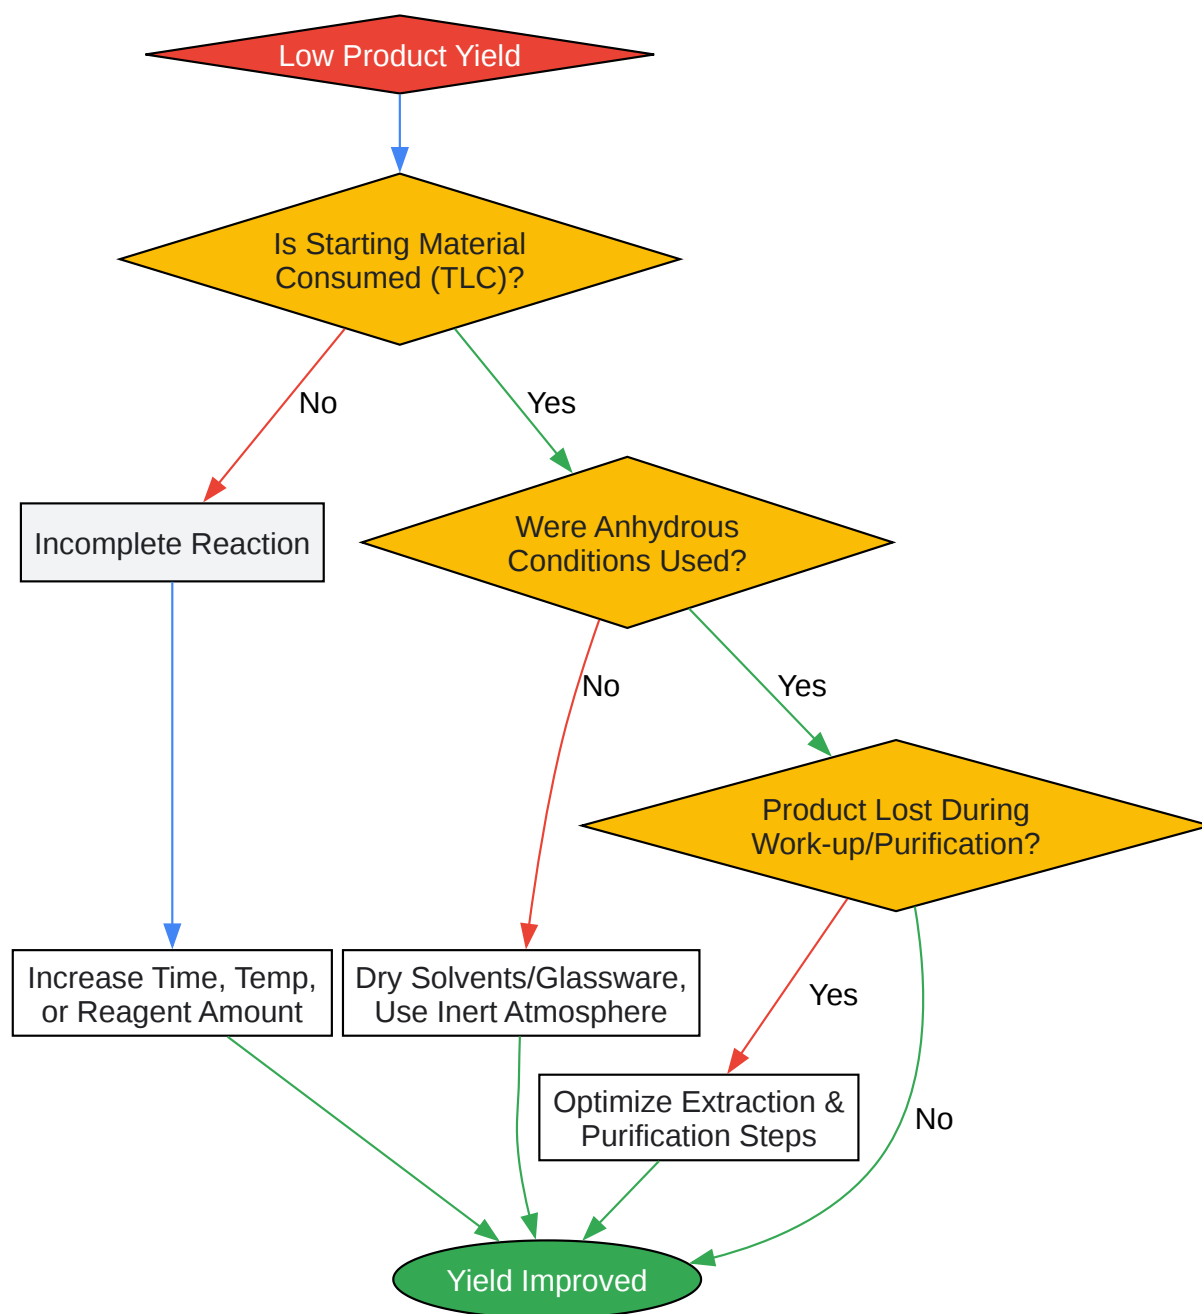 Low Product Yield
Is Starting Material
Consumed (TLC)?
No
Yes
Incomplete Reaction
Were Anhydrous
Conditions Used?
No
Yes
Product Lost During
Work-up/Purification?
Increase Time, Temp,
or Reagent Amount
Dry Solvents/Glassware,
Use Inert Atmosphere
Yes
Optimize Extraction &
Purification Steps
No
Yield Improved